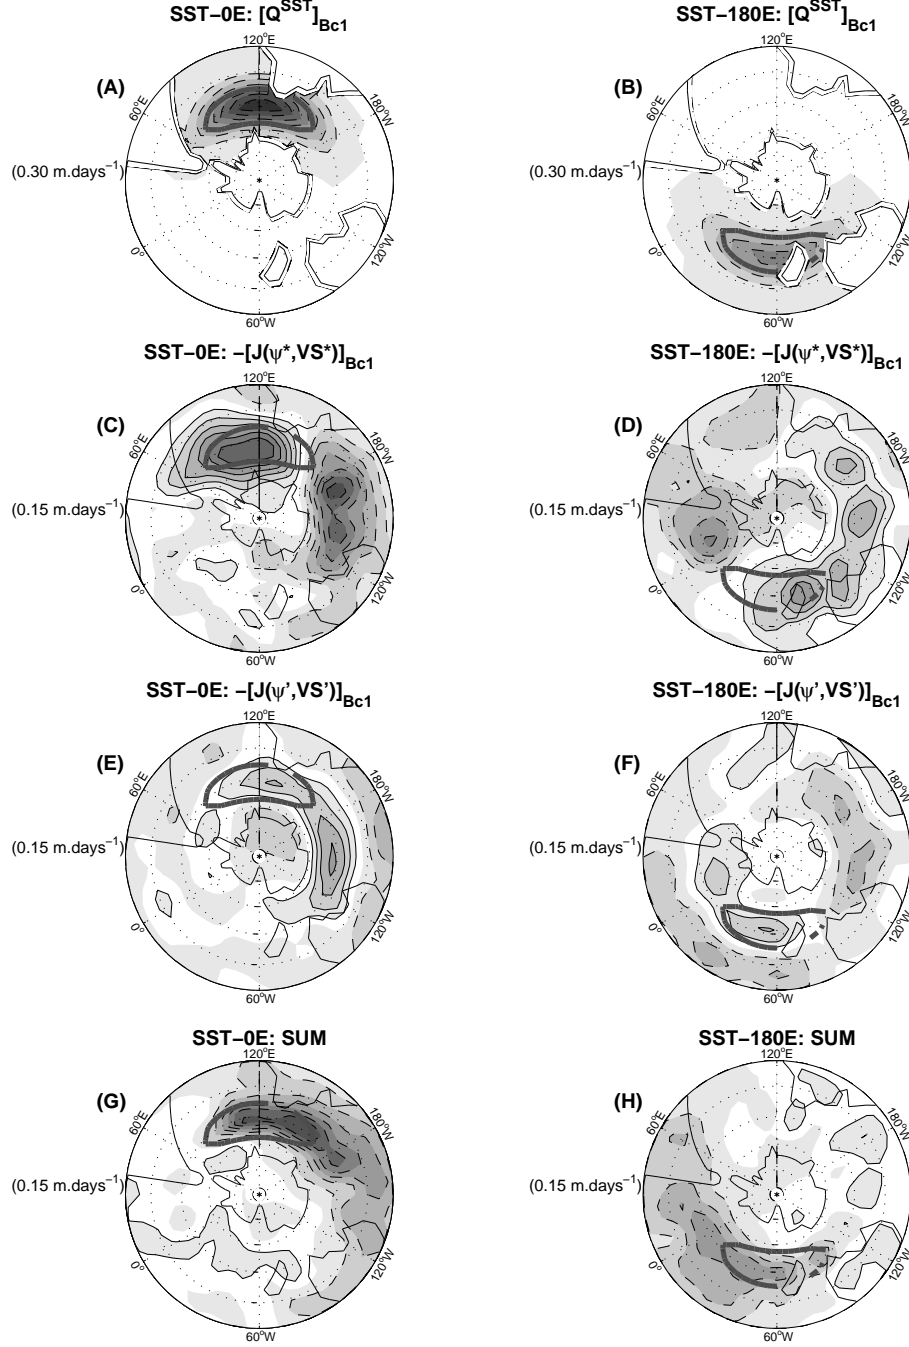 SST−0E: [Q^SST]_Bc1
SST−180E: [Q^SST]_Bc1
120°E
120°E
(A)
(B)
60°E
180°W
60°E
180°W
(0.30 m.days⁻¹)
(0.30 m.days⁻¹)
0°
120°W
0°
120°W
60°W
60°W
SST−0E: −[J(ψ*,VS*)]_Bc1
SST−180E: −[J(ψ*,VS*)]_Bc1
120°E
120°E
(C)
(D)
60°E
180°W
60°E
180°W
(0.15 m.days⁻¹)
(0.15 m.days⁻¹)
0°
120°W
0°
120°W
60°W
60°W
SST−0E: −[J(ψ’,VS’)]_Bc1
SST−180E: −[J(ψ’,VS’)]_Bc1
120°E
120°E
(E)
(F)
60°E
180°W
60°E
180°W
(0.15 m.days⁻¹)
(0.15 m.days⁻¹)
0°
120°W
0°
120°W
60°W
60°W
SST−0E: SUM
SST−180E: SUM
120°E
120°E
(G)
(H)
60°E
180°W
60°E
180°W
(0.15 m.days⁻¹)
(0.15 m.days⁻¹)
0°
120°W
0°
120°W
60°W
60°W